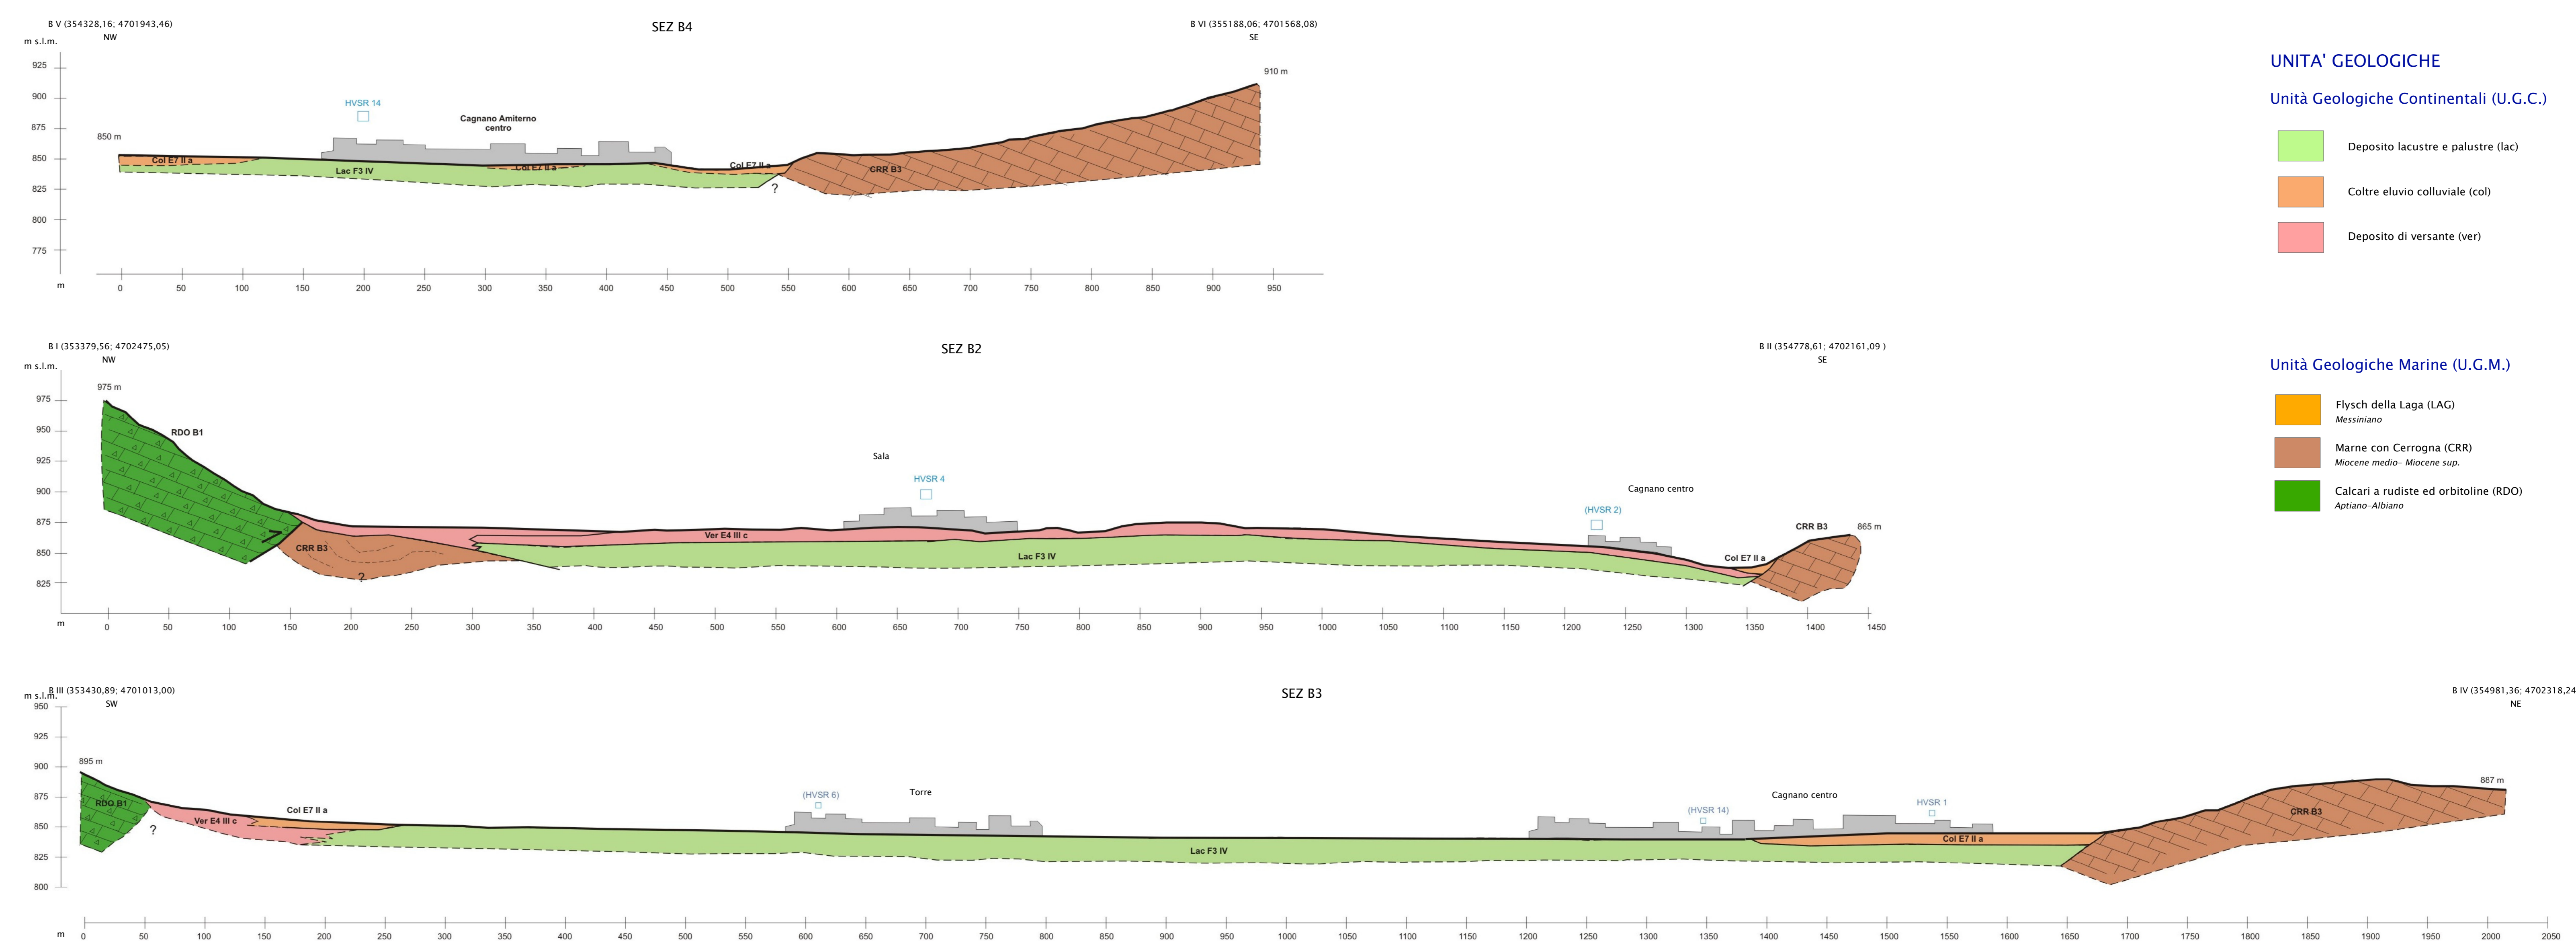 B V (354328,16; 4701943,46)
NW
SEZ B4
B VI (355188,06; 4701568,08)
SE
m s.l.m.
925
900
875
850
825
800
775
m
910 m
850 m
HVSR 14
Cagnano Amiterno
centro
Col E7 II a
Lac F3 IV
Col E7 II a
Col E7 II a
CRR B3
?
0 50 100 150 200 250 300 350 400 450 500 550 600 650 700 750 800 850 900 950
B I (353379,56; 4702475,05)
NW
SEZ B2
B II (354778,61; 4702161,09 )
SE
m s.l.m.
975
950
925
900
875
850
825
m
975 m
RDO B1
Sala
HVSR 4
Cagnano centro
(HVSR 2)
CRR B3
865 m
CRR B3
?
Ver E4 III c
Lac F3 IV
Col E7 II a
0 50 100 150 200 250 300 350 400 450 500 550 600 650 700 750 800 850 900 950 1000 1050 1100 1150 1200 1250 1300 1350 1400 1450
B III (353430,89; 4701013,00)
SW
SEZ B3
B IV (354981,36; 4702318,24
NE
m s.l.m.
950
925
900
875
850
825
800
m
895 m
RDO B1
?
Ver E4 III c
Col E7 II a
(HVSR 6)
Torre
Lac F3 IV
(HVSR 14)
Cagnano centro
HVSR 1
Col E7 II a
CRR B3
887 m
0 50 100 150 200 250 300 350 400 450 500 550 600 650 700 750 800 850 900 950 1000 1050 1100 1150 1200 1250 1300 1350 1400 1450 1500 1550 1600 1650 1700 1750 1800 1850 1900 1950 2000 2050
UNITA' GEOLOGICHE
Unità Geologiche Continentali (U.G.C.)
Deposito lacustre e palustre (lac)
Coltre eluvio colluviale (col)
Deposito di versante (ver)
Unità Geologiche Marine (U.G.M.)
Flysch della Laga (LAG)
Messiniano
Marne con Cerrogna (CRR)
Miocene medio- Miocene sup.
Calcari a rudiste ed orbitoline (RDO)
Aptiano-Albiano